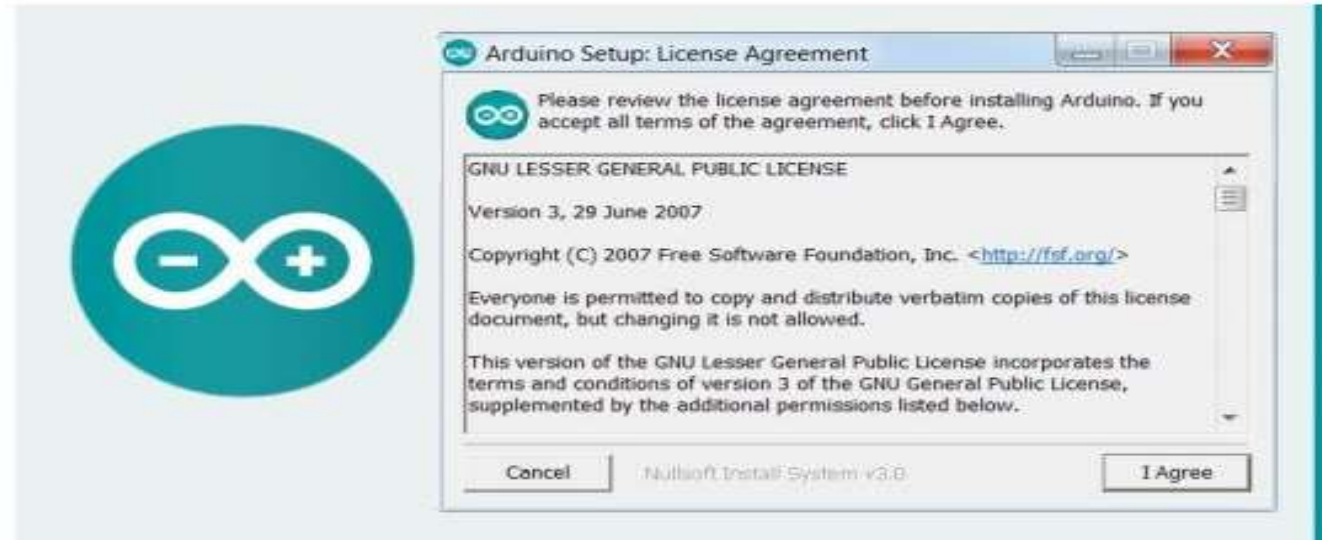 Arduino Setup: License Agreement
Please review the license agreement before installing Arduino. If you
accept all terms of the agreement, click I Agree.
GNU LESSER GENERAL PUBLIC LICENSE
Version 3, 29 June 2007
Copyright (C) 2007 Free Software Foundation, Inc. <http://fsf.org/>
Everyone is permitted to copy and distribute verbatim copies of this license
document, but changing it is not allowed.
This version of the GNU Lesser General Public License incorporates the
terms and conditions of version 3 of the GNU General Public License,
supplemented by the additional permissions listed below.
Cancel
Nullsoft Install System v3.0
I Agree